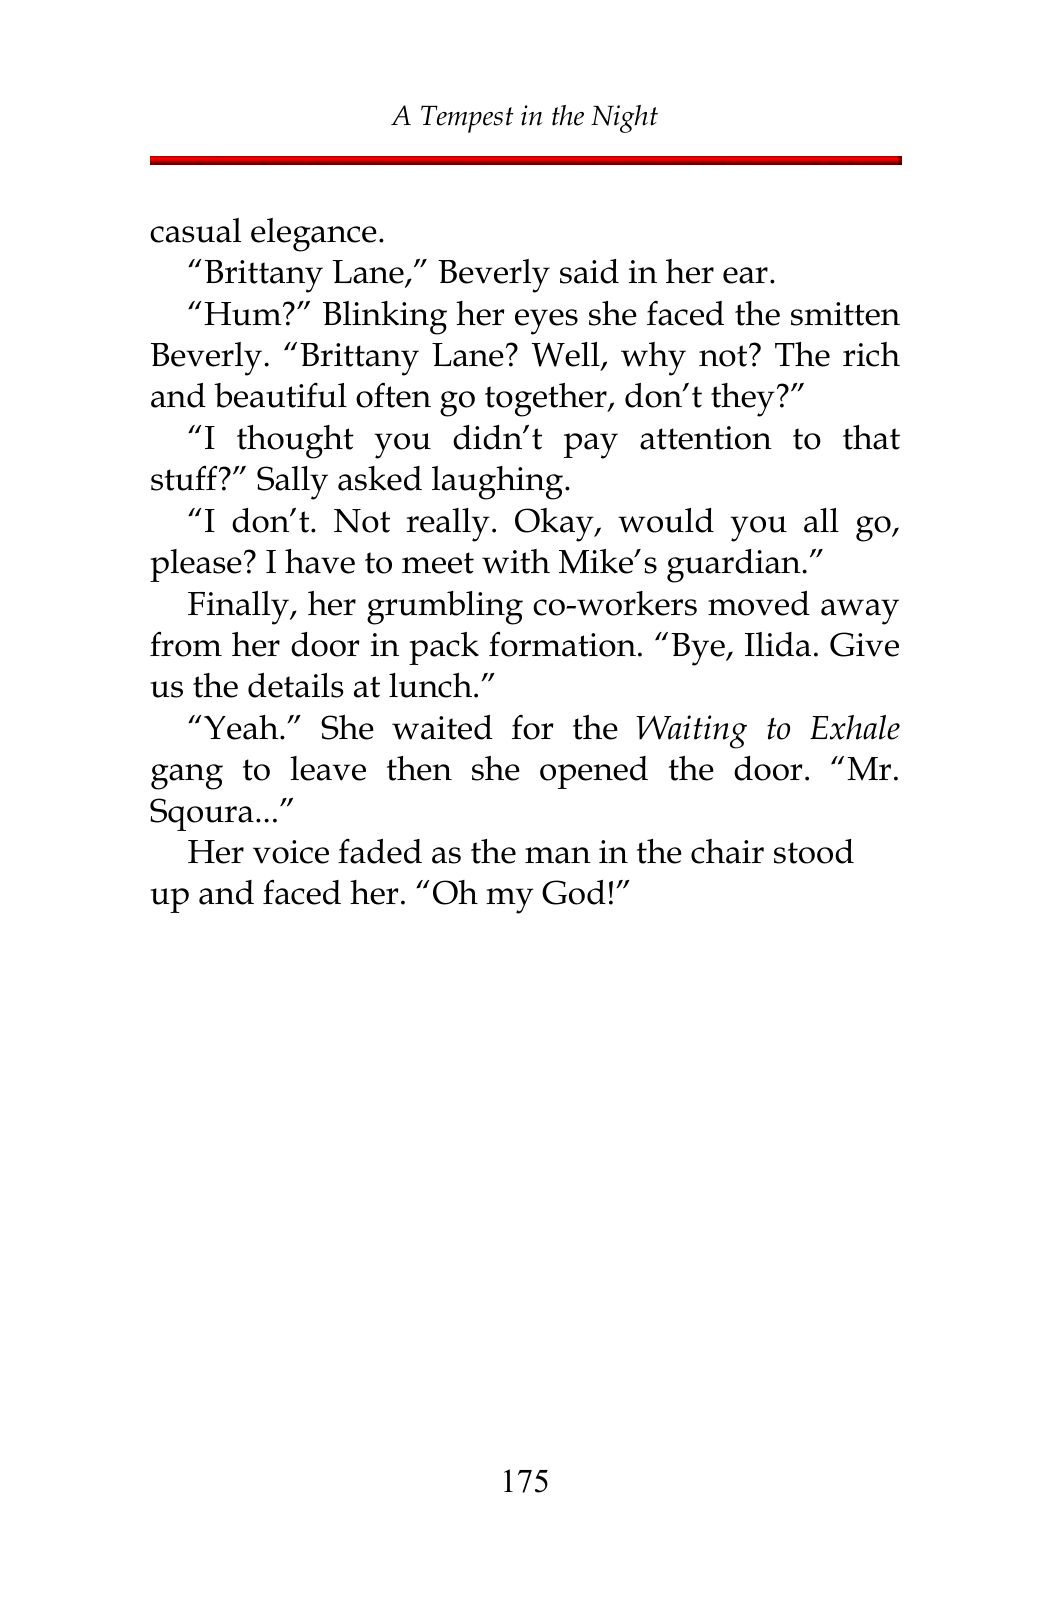 A Tempest in the Night
casual elegance.
“Brittany Lane,” Beverly said in her ear.
“Hum?” Blinking her eyes she faced the smitten
Beverly. “Brittany Lane? Well, why not? The rich
and beautiful often go together, don’t they?”
“I thought you didn’t pay attention to that
stuff?” Sally asked laughing.
“I don’t. Not really. Okay, would you all go,
please? I have to meet with Mike’s guardian.”
Finally, her grumbling co-workers moved away
from her door in pack formation. “Bye, Ilida. Give
us the details at lunch.”
“Yeah.” She waited for the Waiting to Exhale
gang to leave then she opened the door. “Mr.
Sqoura...”
Her voice faded as the man in the chair stood
up and faced her. “Oh my God!”
175